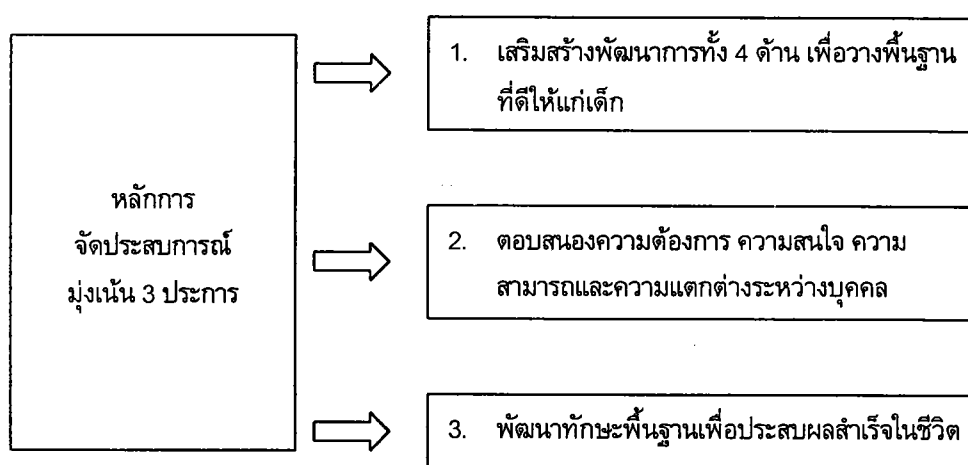 หลักการ
จัดประสบการณ์
มุ่งเน้น 3 ประการ
1. เสริมสร้างพัฒนาการทั้ง 4 ด้าน เพื่อวางพื้นฐาน
ที่ดีให้แก่เด็ก
2. ตอบสนองความต้องการ ความสนใจ ความ
สามารถและความแตกต่างระหว่างบุคคล
3. พัฒนาทักษะพื้นฐานเพื่อประสบผลสำเร็จในชีวิต